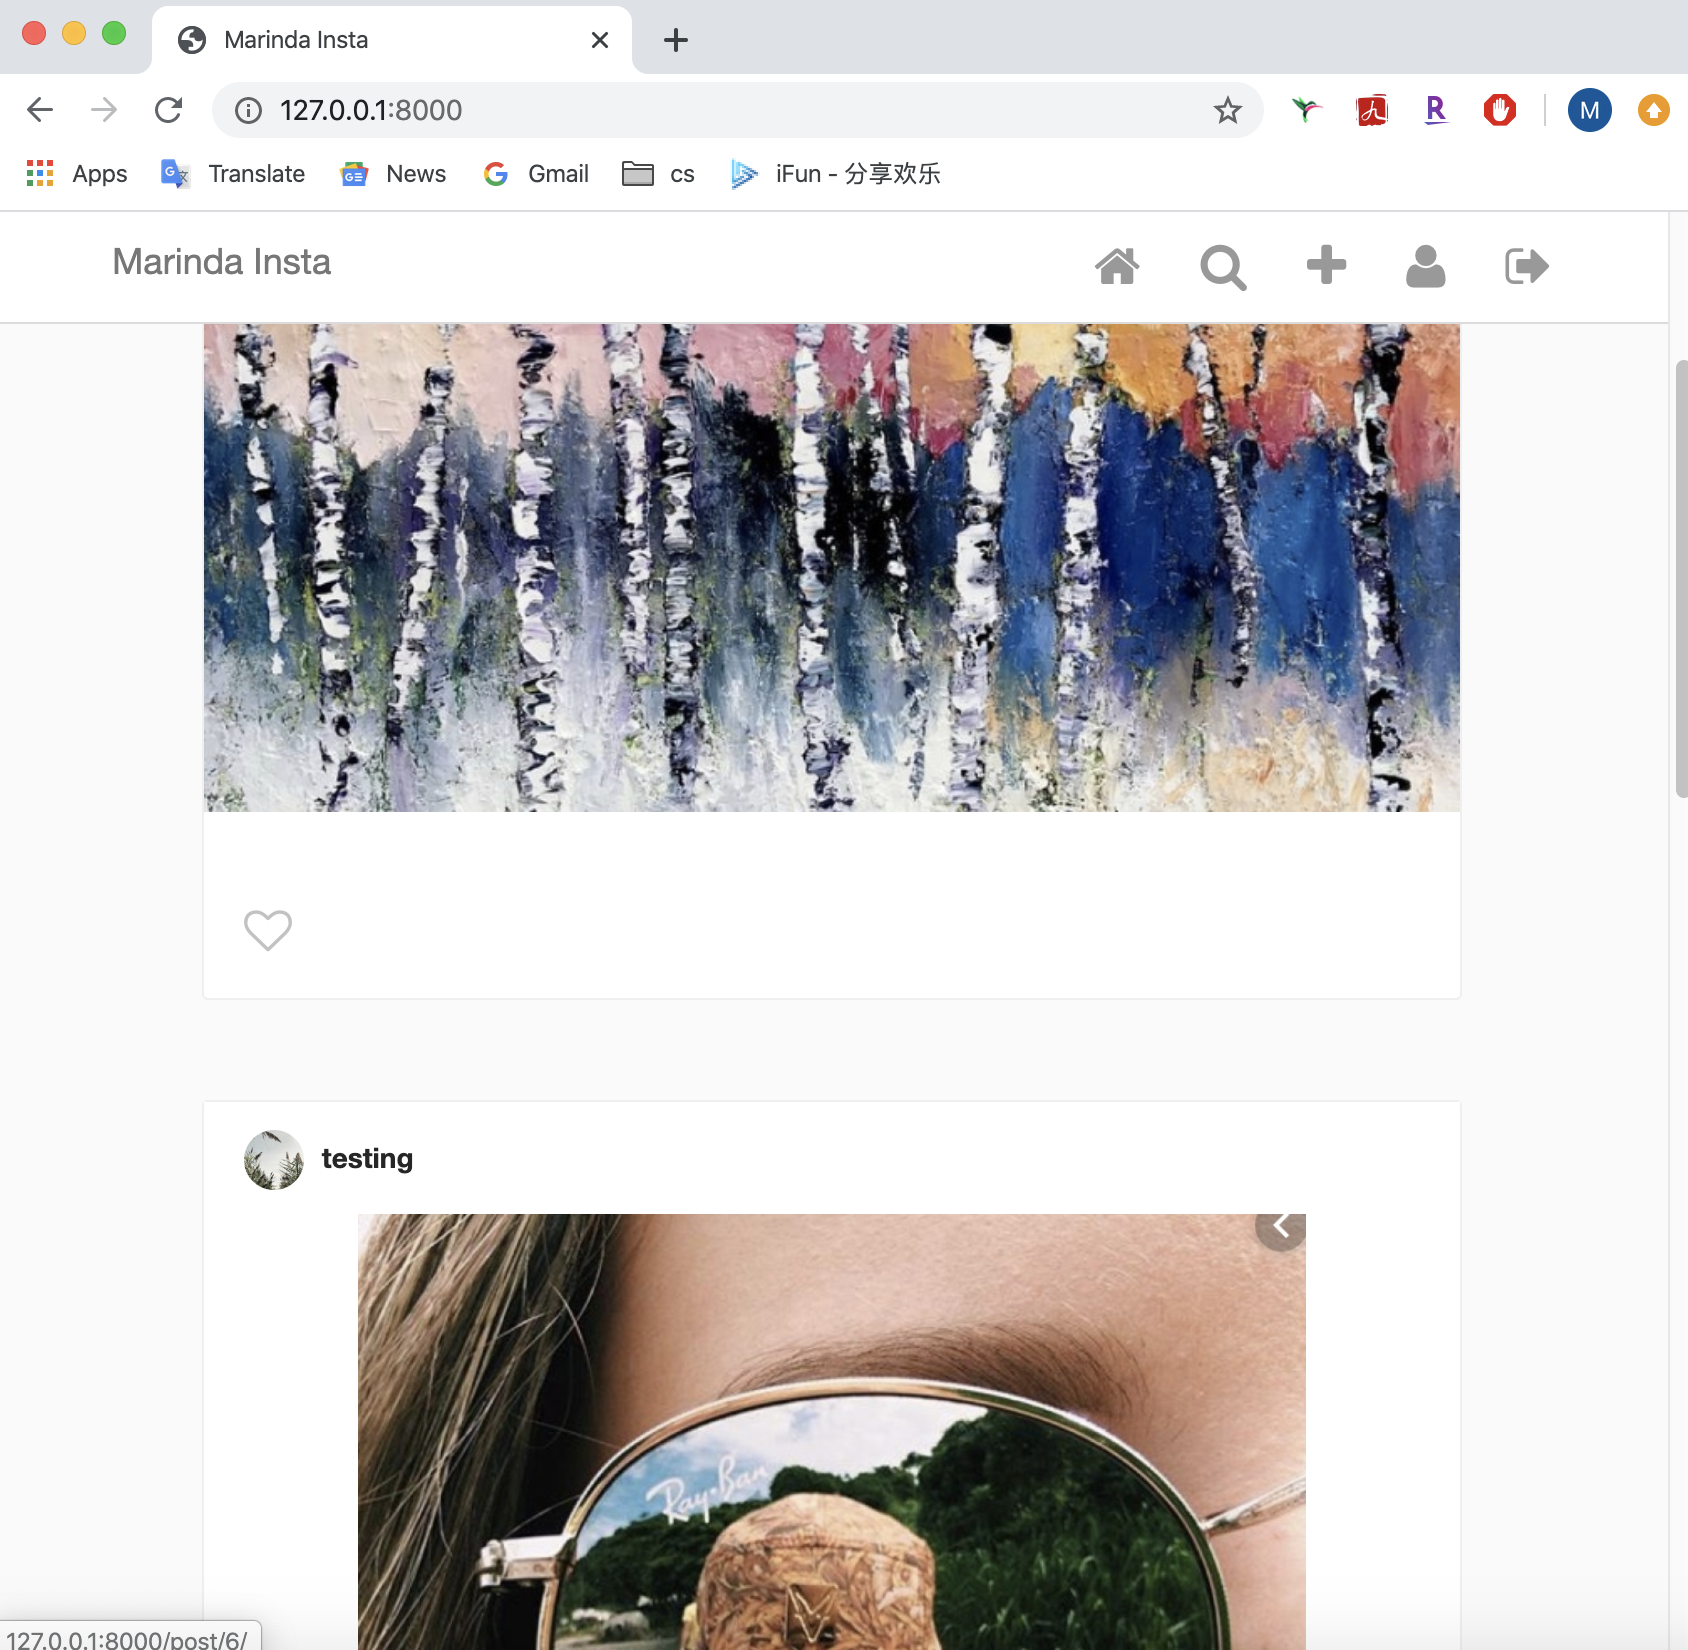 Marinda Insta
127.0.0.1:8000
M
Apps
Translate
News
Gmail
cs
iFun - 分享欢乐
Marinda Insta
testing
Ray-Ban
127.0.0.1:8000/post/6/